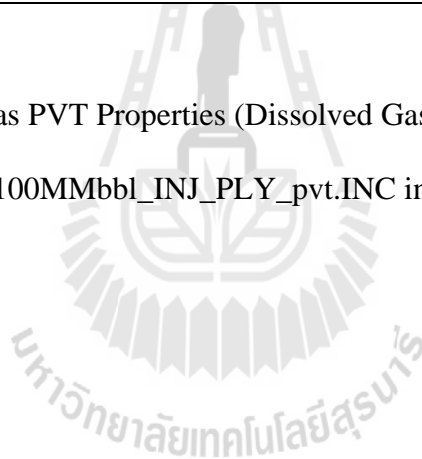 as PVT Properties (Dissolved Gas
100MMbbl_INJ_PLY_pvt.INC in
มหาวิทยาลัยเทคโนโลยีสุรนารี